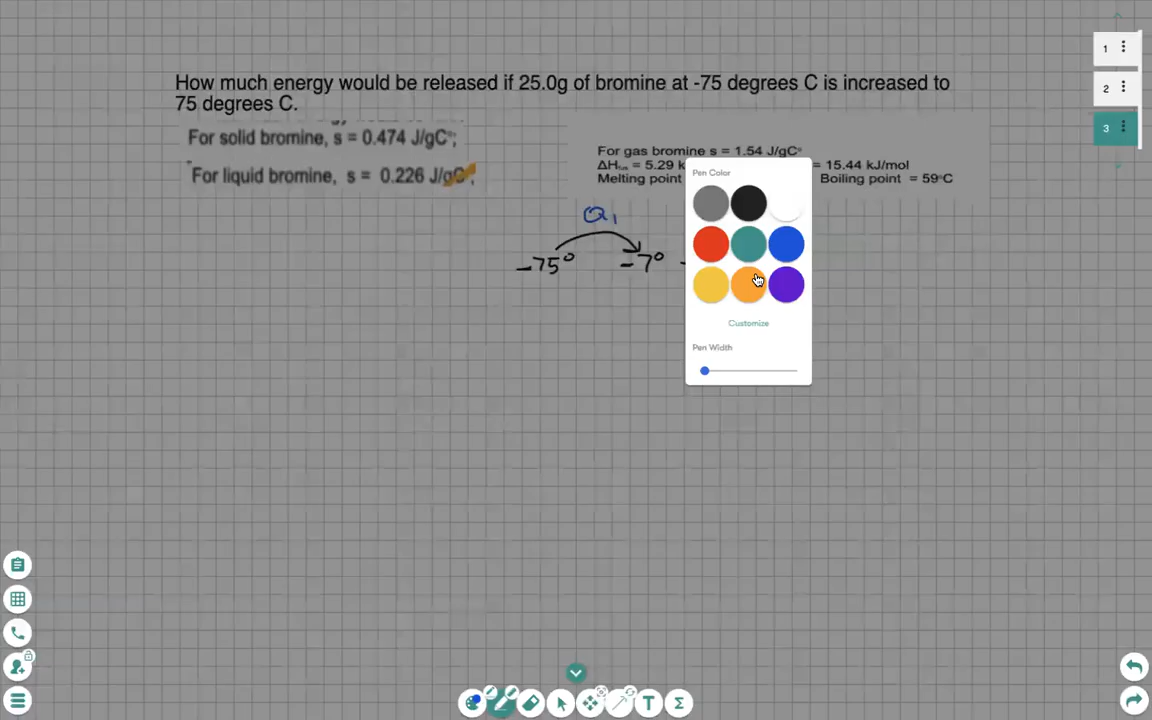 How much energy would be released if 25.0g of bromine at -75 degrees C is increased to
75 degrees C.
For solid bromine, s = 0.474 J/gC°;
For liquid bromine, s = 0.226 J/gC°;
For gas bromine s = 1.54 J/gC°
ΔH = 5.29 k = 15.44 kJ/mol
Melting point Boiling point = 59°C
Q₁
-75° -7° -
Pen Color
Customize
Pen Width
1
2
3
T
Σ